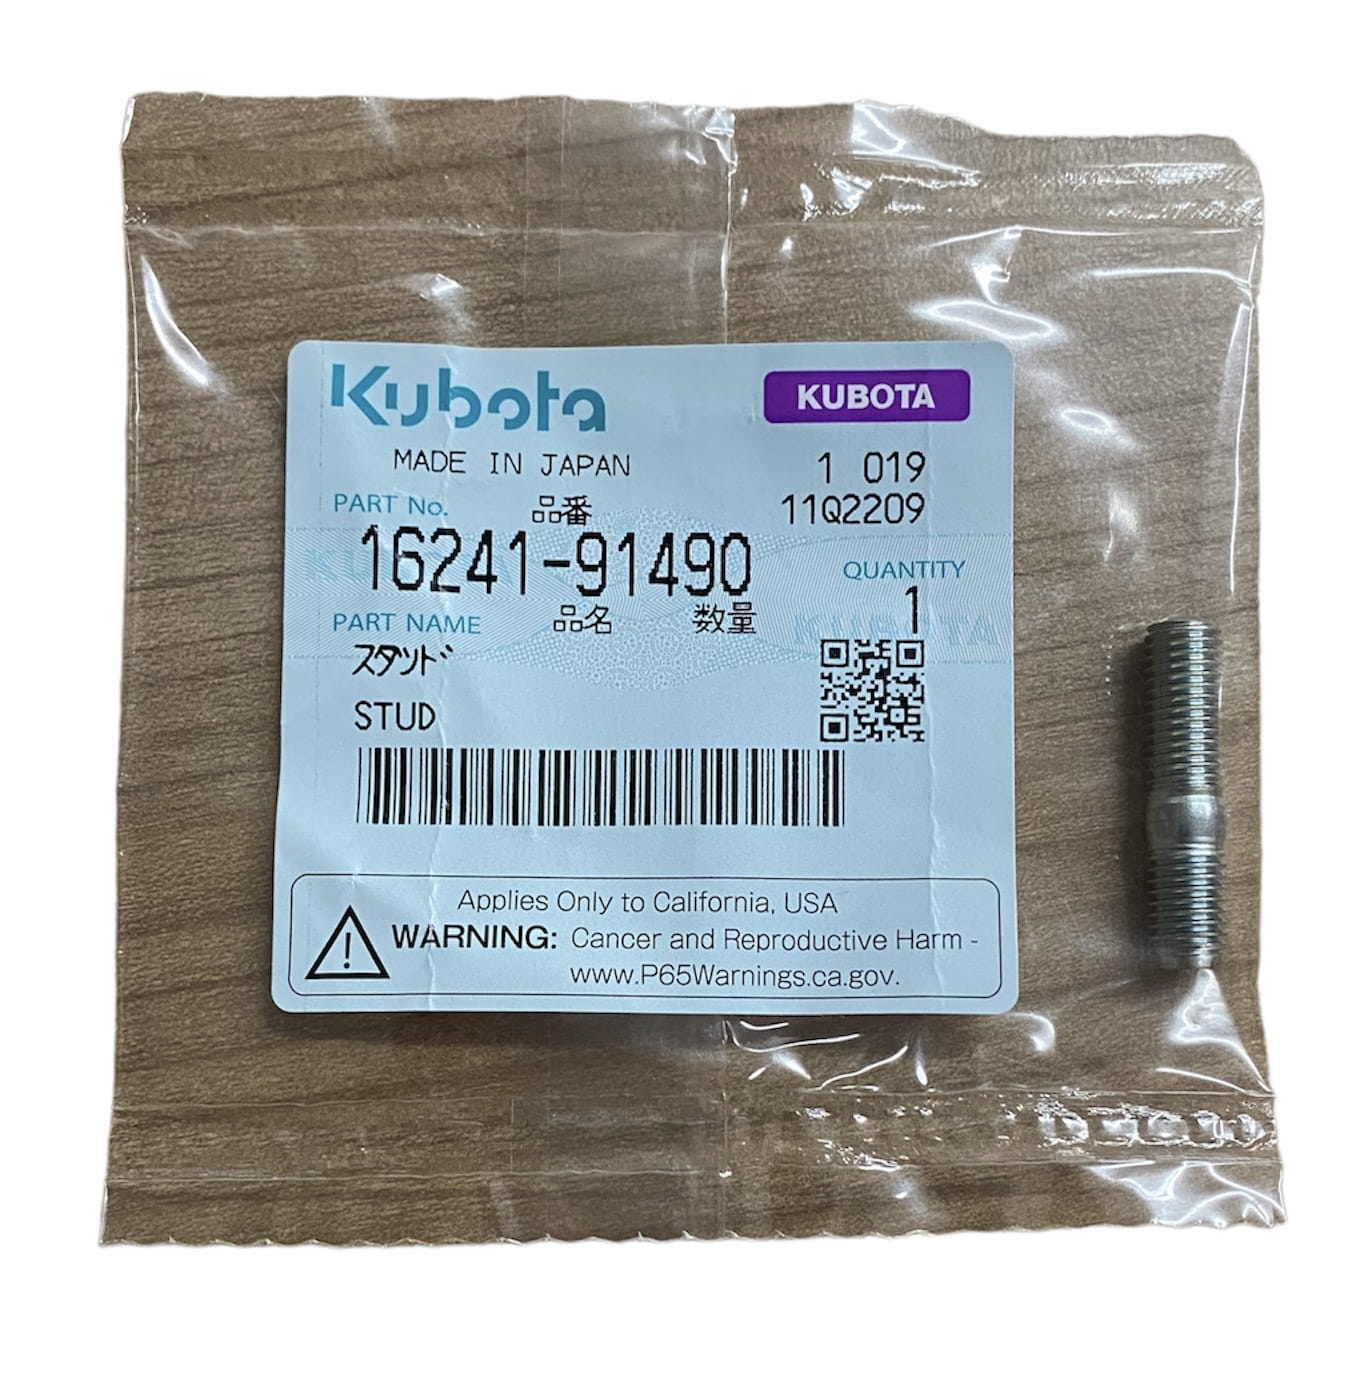 Kubota
KUBOTA
MADE IN JAPAN
1 019
PART No. 品番
11Q2209
16241-91490
QUANTITY
1
PART NAME 品名 数量
スタツド
STUD
Applies Only to California, USA
WARNING: Cancer and Reproductive Harm -
www.P65Warnings.ca.gov.